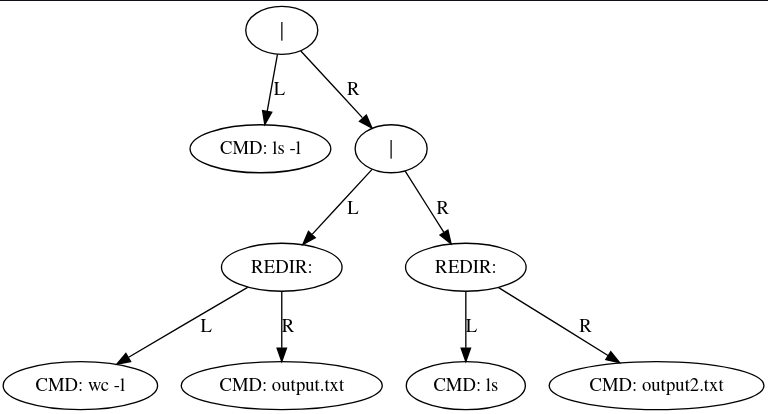 |
L
R
CMD: ls -l
|
L
R
REDIR:
REDIR:
L
R
L
R
CMD: wc -l
CMD: output.txt
CMD: ls
CMD: output2.txt